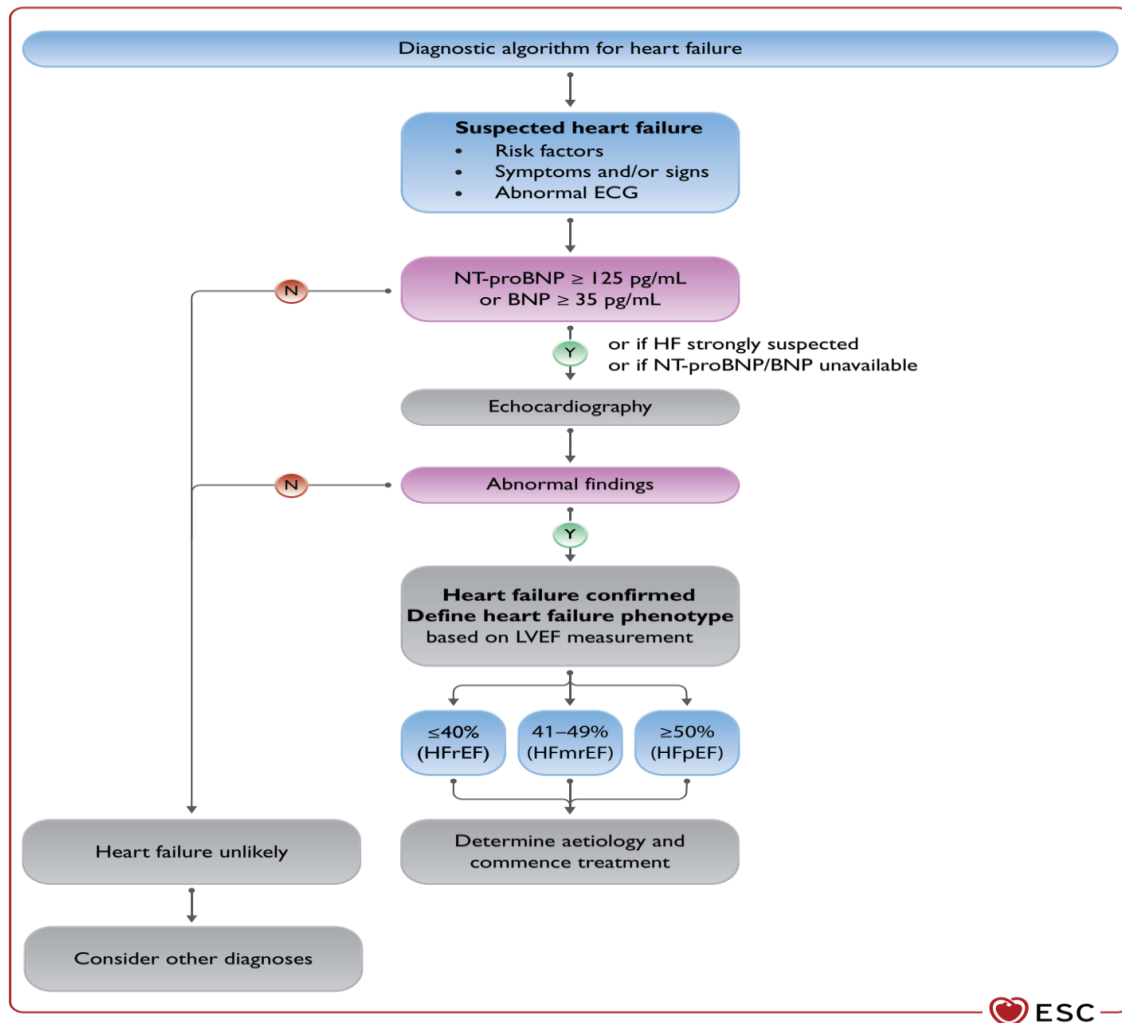 Diagnostic algorithm for heart failure
Suspected heart failure
• Risk factors
• Symptoms and/or signs
• Abnormal ECG
NT-proBNP ≥ 125 pg/mL
or BNP ≥ 35 pg/mL
N
Y
or if HF strongly suspected
or if NT-proBNP/BNP unavailable
Echocardiography
Abnormal findings
N
Y
Heart failure confirmed
Define heart failure phenotype
based on LVEF measurement
≤40%
(HFrEF)
41–49%
(HFmrEF)
≥50%
(HFpEF)
Determine aetiology and
commence treatment
Heart failure unlikely
Consider other diagnoses
ESC